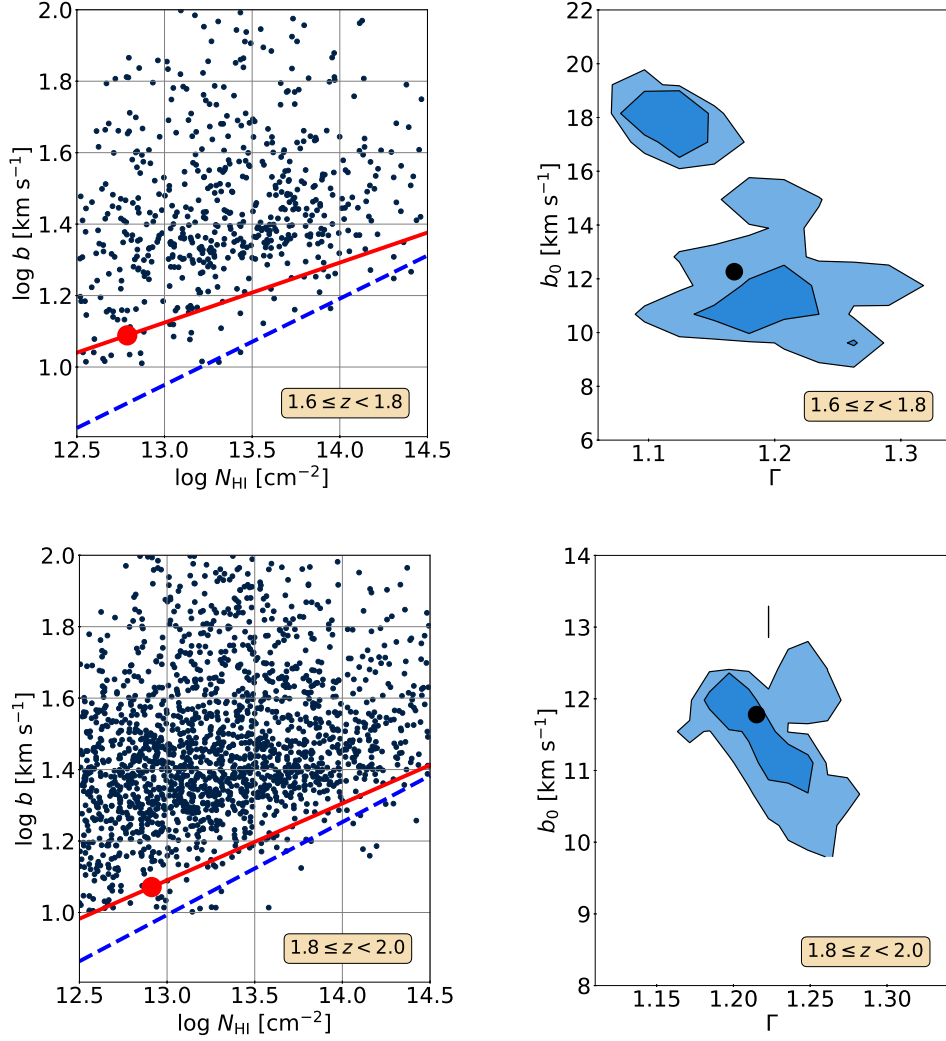 2.0
1.8
1.6
1.4
1.2
1.0
log b [km s⁻¹]
12.5 13.0 13.5 14.0 14.5
log N_HI [cm⁻²]
1.6 ≤ z < 1.8
22
20
18
16
14
12
10
8
6
b₀ [km s⁻¹]
1.1 1.2 1.3
Γ
1.6 ≤ z < 1.8
2.0
1.8
1.6
1.4
1.2
1.0
log b [km s⁻¹]
12.5 13.0 13.5 14.0 14.5
log N_HI [cm⁻²]
1.8 ≤ z < 2.0
14
13
12
11
10
9
8
b₀ [km s⁻¹]
1.15 1.20 1.25 1.30
Γ
1.8 ≤ z < 2.0